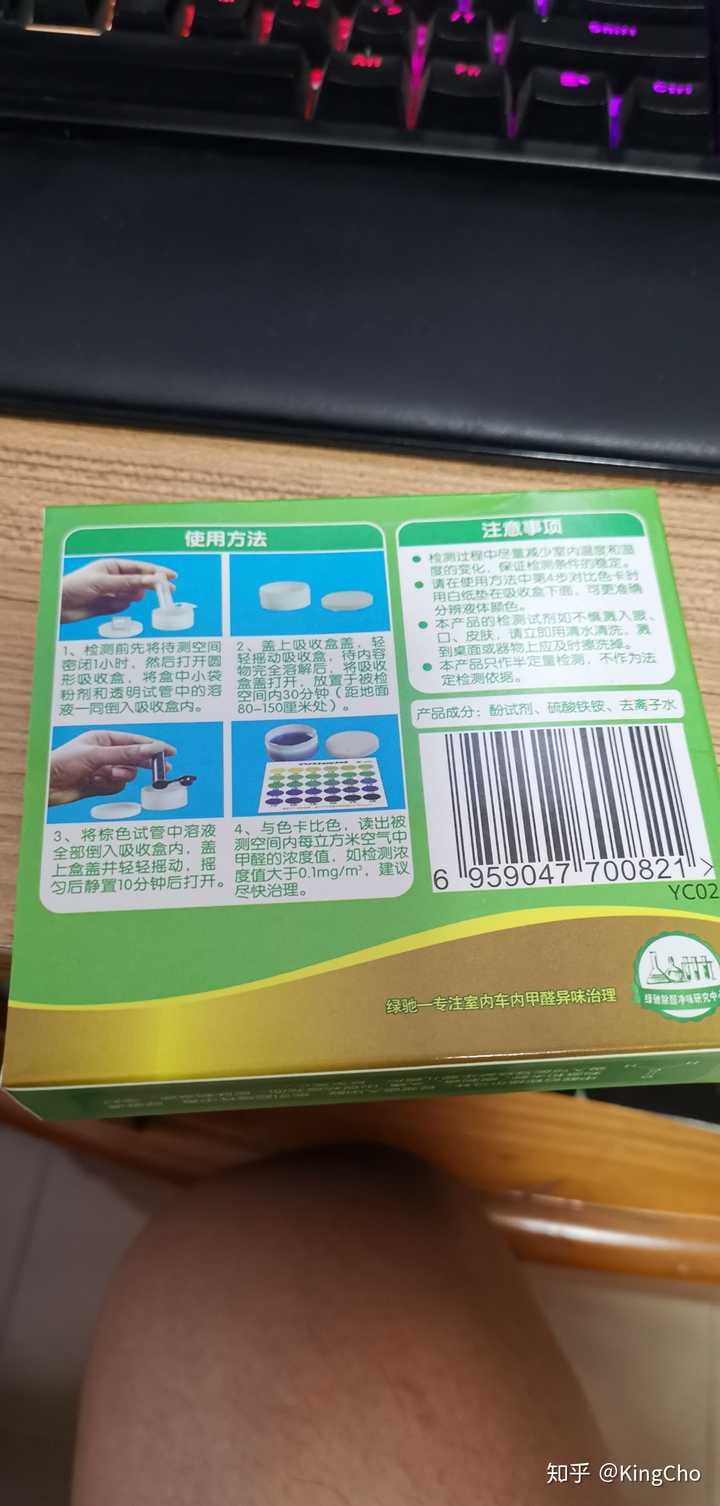 Shift
Alt
Fn
Ctrl
使用方法
1、检测前先将待测空间
密闭1小时，然后打开圆
形吸收盒，将盒中小袋
粉剂和透明试管中的溶
液一同倒入吸收盒内。
2、盖上吸收盒盖，轻
轻摇动吸收盒，待内容
物完全溶解后，将吸收
盒盖打开，放置于被检
空间内30分钟（距地面
80-150厘米处）。
3、将棕色试管中溶液
全部倒入吸收盒内，盖
上盒盖并轻轻摇动，摇
匀后静置10分钟后打开。
4、与色卡比色，读出被
测空间内每立方米空气中
甲醛的浓度值，如检测浓
度值大于0.1mg/m³，建议
尽快治理。
注意事项
● 检测过程中尽量减少室内温度和湿
度的变化，保证检测条件的稳定。
● 请在使用方法中第4步对比色卡时
用白纸垫在吸收盒下面，可更准确
分辨液体颜色。
● 本产品的检测试剂如不慎溅入眼、
口、皮肤，请立即用清水清洗，溅
到桌面或器物上应及时擦洗掉。
● 本产品只作半定量检测，不作为法
定检测依据。
产品成分：酚试剂、硫酸铁铵、去离子水
6 959047 700821 >
YC02
绿驰—专注室内车内甲醛异味治理
绿驰除醛净味研究中心
知乎 @KingCho